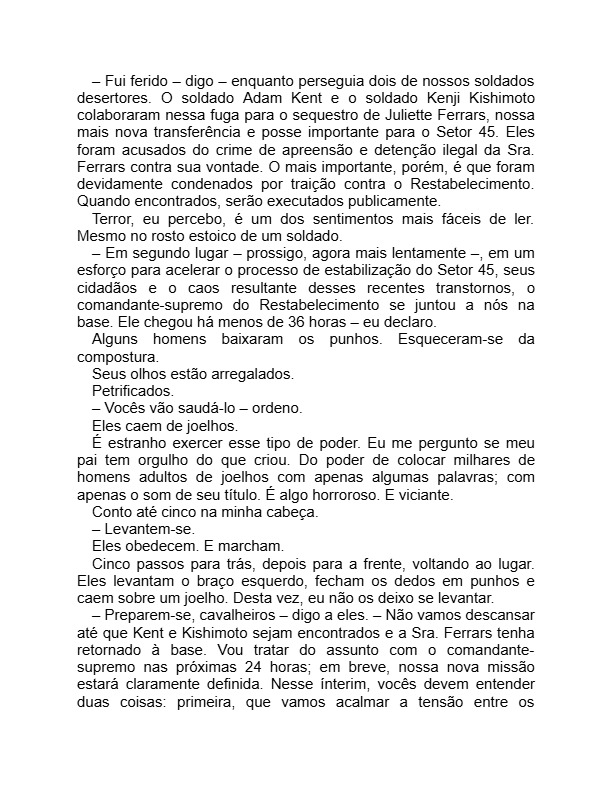 – Fui ferido – digo – enquanto perseguia dois de nossos soldados
desertores. O soldado Adam Kent e o soldado Kenji Kishimoto
colaboraram nessa fuga para o sequestro de Juliette Ferrars, nossa
mais nova transferência e posse importante para o Setor 45. Eles
foram acusados do crime de apreensão e detenção ilegal da Sra.
Ferrars contra sua vontade. O mais importante, porém, é que foram
devidamente condenados por traição contra o Restabelecimento.
Quando encontrados, serão executados publicamente.
Terror, eu percebo, é um dos sentimentos mais fáceis de ler.
Mesmo no rosto estoico de um soldado.
– Em segundo lugar – prossigo, agora mais lentamente –, em um
esforço para acelerar o processo de estabilização do Setor 45, seus
cidadãos e o caos resultante desses recentes transtornos, o
comandante-supremo do Restabelecimento se juntou a nós na
base. Ele chegou há menos de 36 horas – eu declaro.
Alguns homens baixaram os punhos. Esqueceram-se da
compostura.
Seus olhos estão arregalados.
Petrificados.
– Vocês vão saudá-lo – ordeno.
Eles caem de joelhos.
É estranho exercer esse tipo de poder. Eu me pergunto se meu
pai tem orgulho do que criou. Do poder de colocar milhares de
homens adultos de joelhos com apenas algumas palavras; com
apenas o som de seu título. É algo horroroso. E viciante.
Conto até cinco na minha cabeça.
– Levantem-se.
Eles obedecem. E marcham.
Cinco passos para trás, depois para a frente, voltando ao lugar.
Eles levantam o braço esquerdo, fecham os dedos em punhos e
caem sobre um joelho. Desta vez, eu não os deixo se levantar.
– Preparem-se, cavalheiros – digo a eles. – Não vamos descansar
até que Kent e Kishimoto sejam encontrados e a Sra. Ferrars tenha
retornado à base. Vou tratar do assunto com o comandante-
supremo nas próximas 24 horas; em breve, nossa nova missão
estará claramente definida. Nesse ínterim, vocês devem entender
duas coisas: primeira, que vamos acalmar a tensão entre os